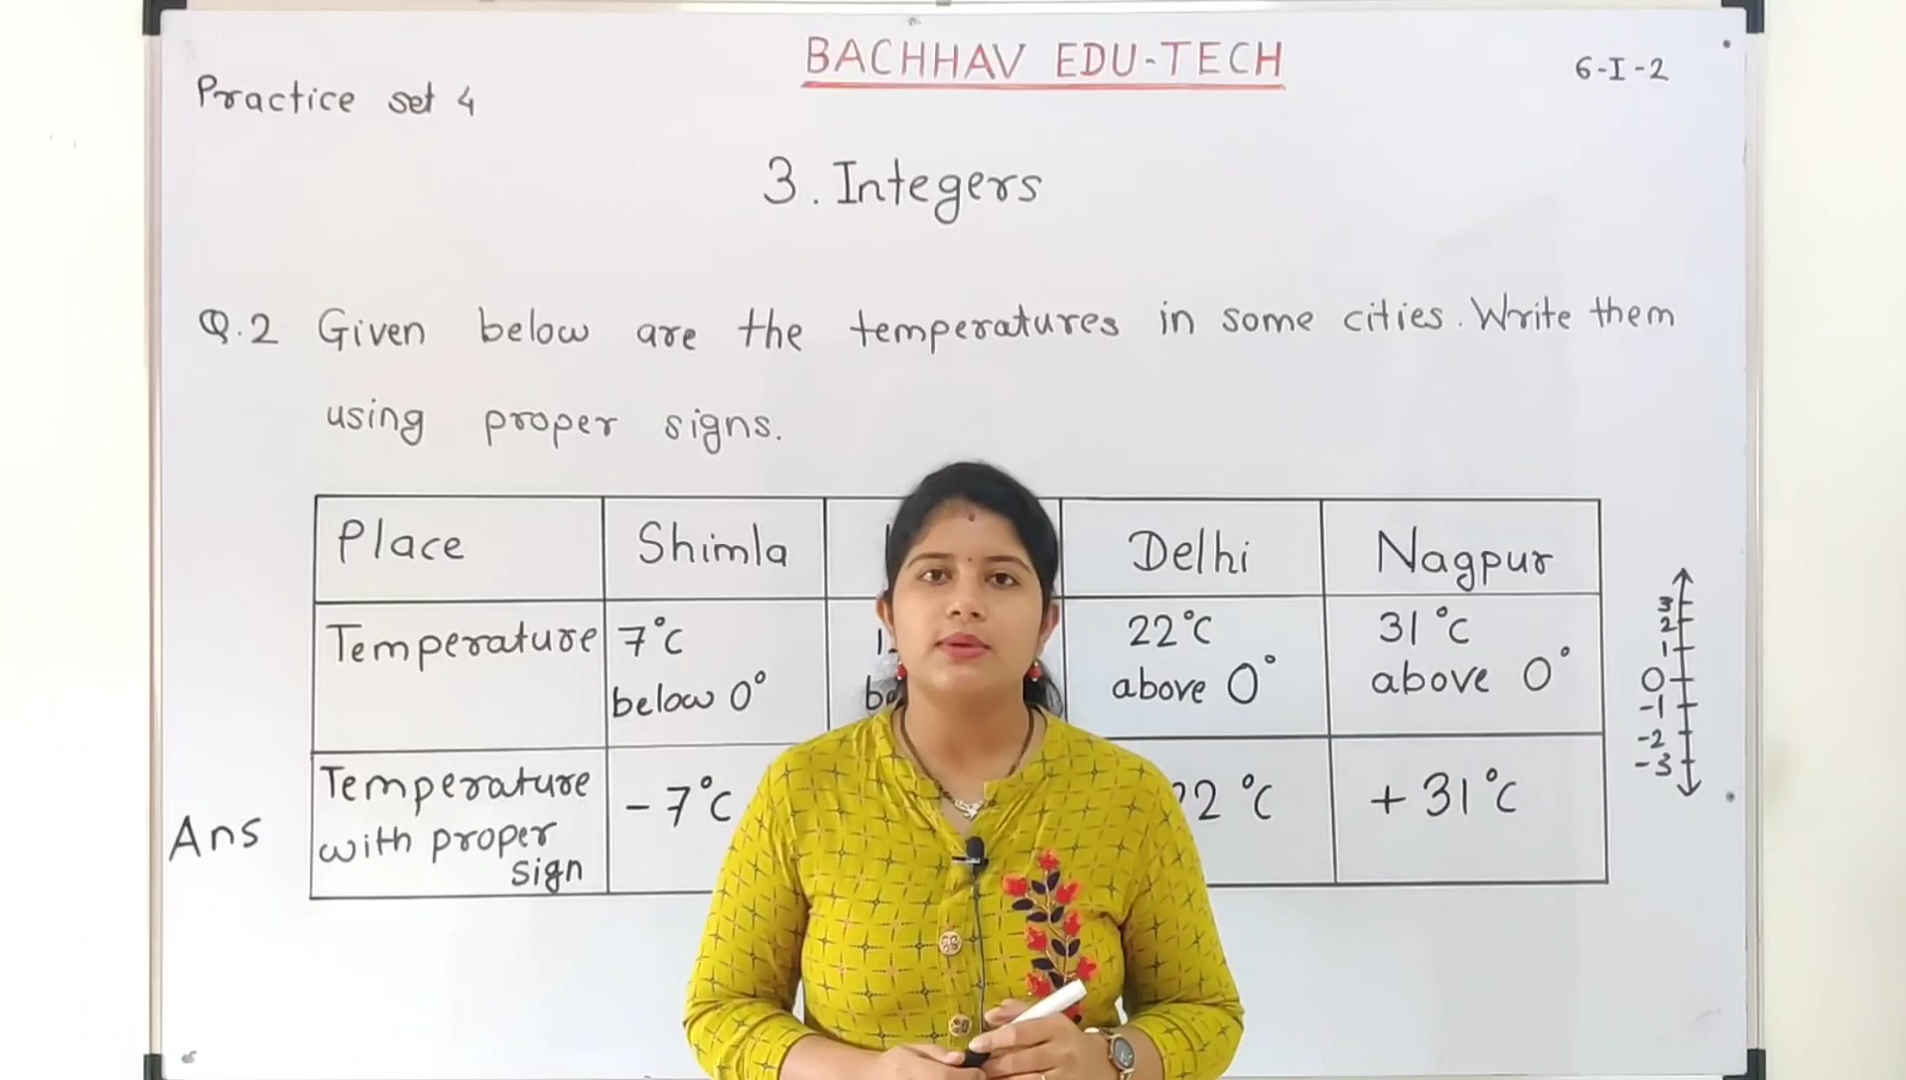 BACHHAV EDU-TECH
6-I-2
Practice set 4
3. Integers
Q.2 Given below are the temperatures in some cities. Write them
using proper signs.
Place Shimla Delhi Nagpur
Temperature 7°c 22°c 31°c
below 0° above 0° above 0°
Temperature
with proper
sign
-7°c 22°c +31°c
Ans
3
2
1
0
-1
-2
-3